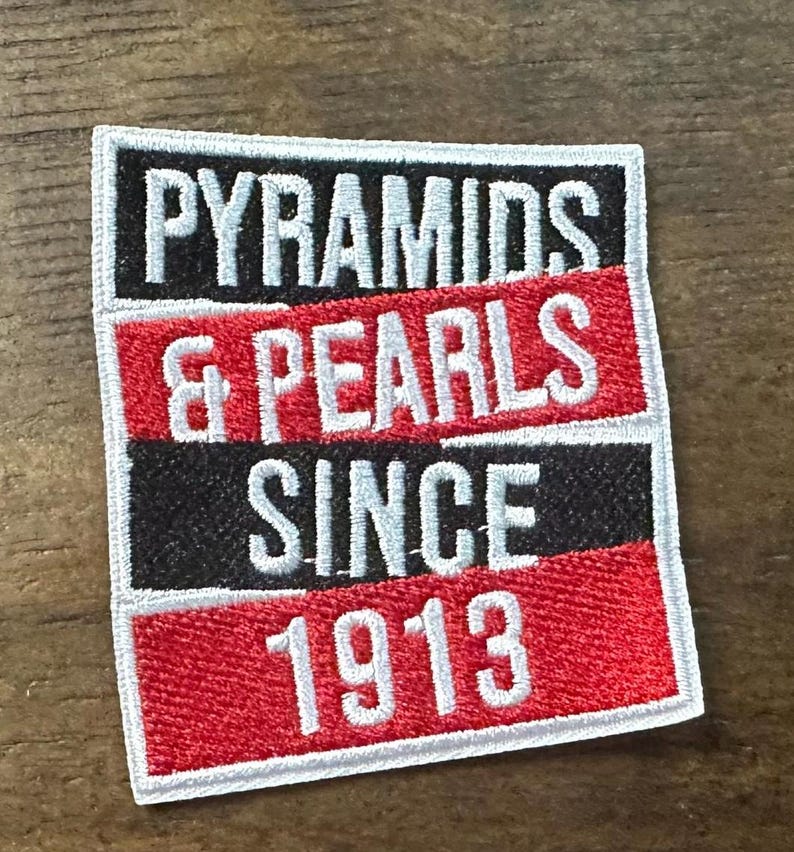 PYRAMIDS
& PEARLS
SINCE
1913